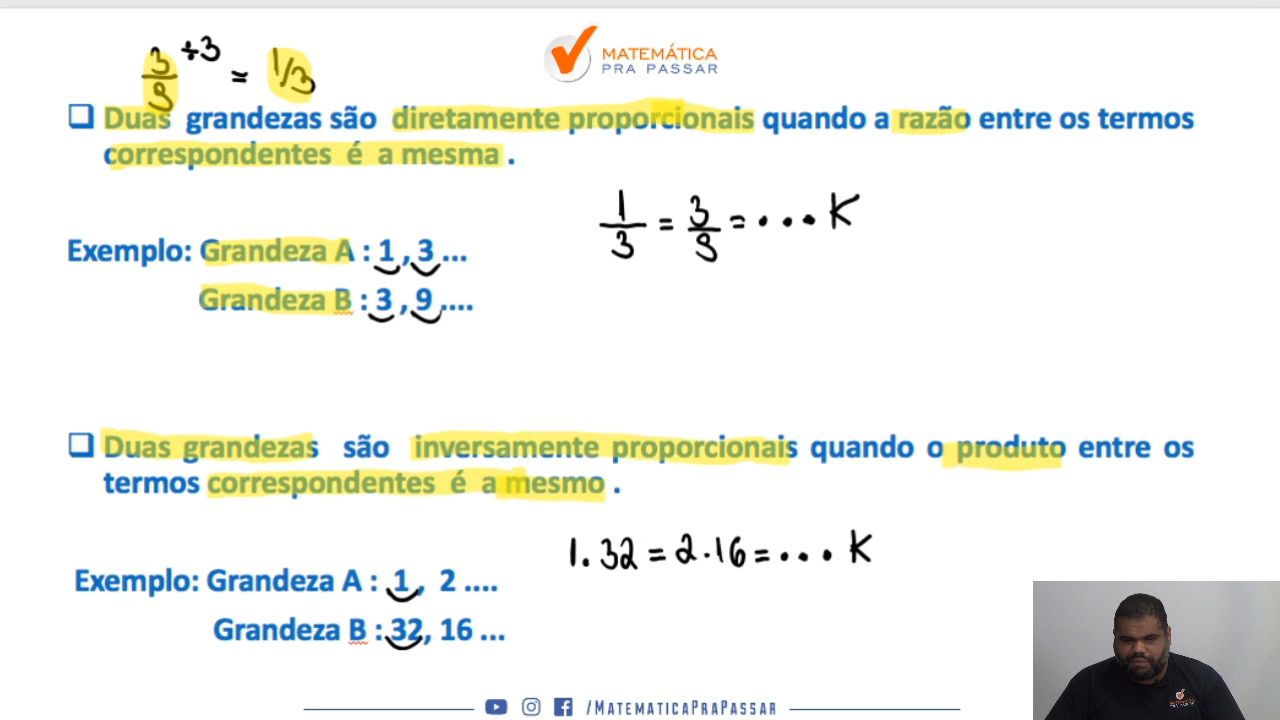 3/9 ÷3 = 1/3
MATEMÁTICA
PRA PASSAR
❑ Duas grandezas são diretamente proporcionais quando a razão entre os termos
correspondentes é a mesma .
1/3 = 3/9 = ... K
Exemplo: Grandeza A : 1 , 3 ...
Grandeza B : 3 , 9 ....
❑ Duas grandezas são inversamente proporcionais quando o produto entre os
termos correspondentes é a mesmo .
1 . 32 = 2 . 16 = ... K
Exemplo: Grandeza A : 1 , 2 ....
Grandeza B : 32, 16 ...
/MATEMATICAPRAPASSAR